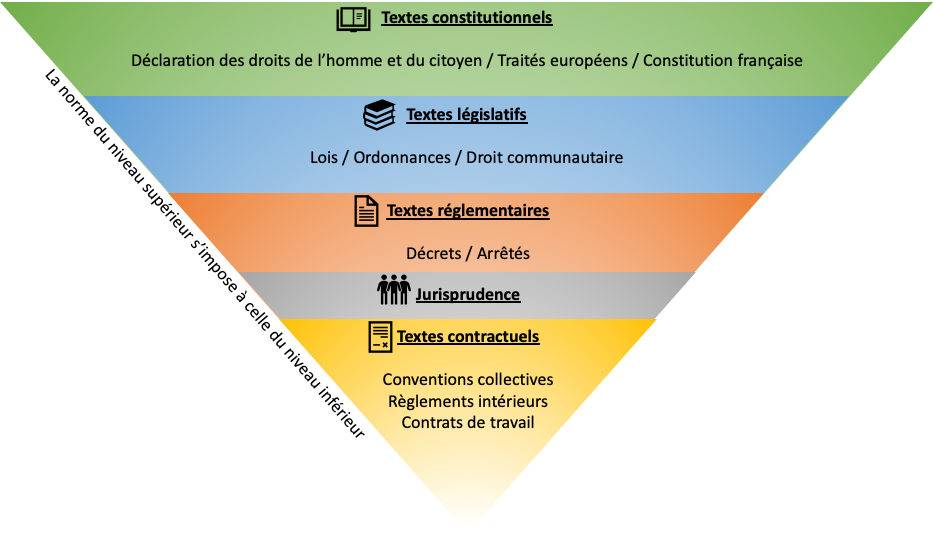 Textes constitutionnels
Déclaration des droits de l’homme et du citoyen / Traités européens / Constitution française
La norme du niveau supérieur s’impose à celle du niveau inférieur
Textes législatifs
Lois / Ordonnances / Droit communautaire
Textes réglementaires
Décrets / Arrêtés
Jurisprudence
Textes contractuels
Conventions collectives
Règlements intérieurs
Contrats de travail